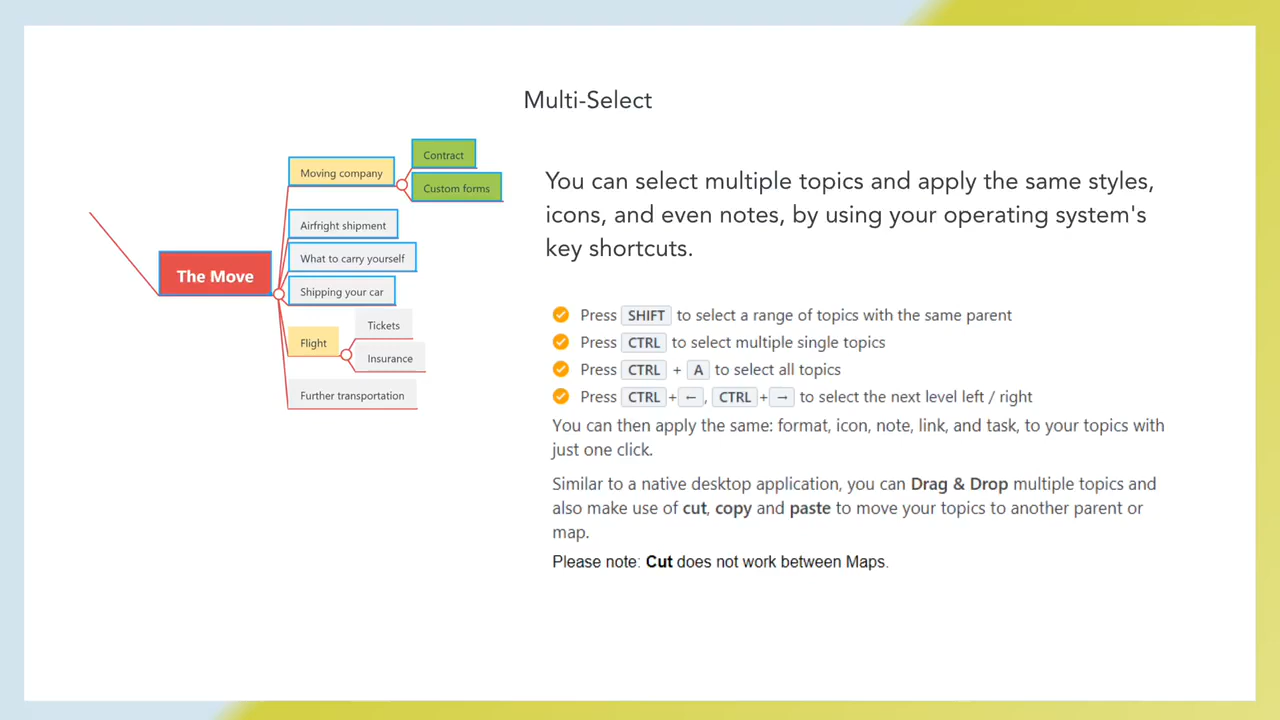 Multi-Select
Contract
Moving company
Custom forms
Airfright shipment
What to carry yourself
The Move
Shipping your car
Tickets
Flight
Insurance
Further transportation
You can select multiple topics and apply the same styles,
icons, and even notes, by using your operating system's
key shortcuts.
Press SHIFT to select a range of topics with the same parent
Press CTRL to select multiple single topics
Press CTRL + A to select all topics
Press CTRL + ←, CTRL + → to select the next level left / right
You can then apply the same: format, icon, note, link, and task, to your topics with
just one click.
Similar to a native desktop application, you can Drag & Drop multiple topics and
also make use of cut, copy and paste to move your topics to another parent or
map.
Please note: Cut does not work between Maps.